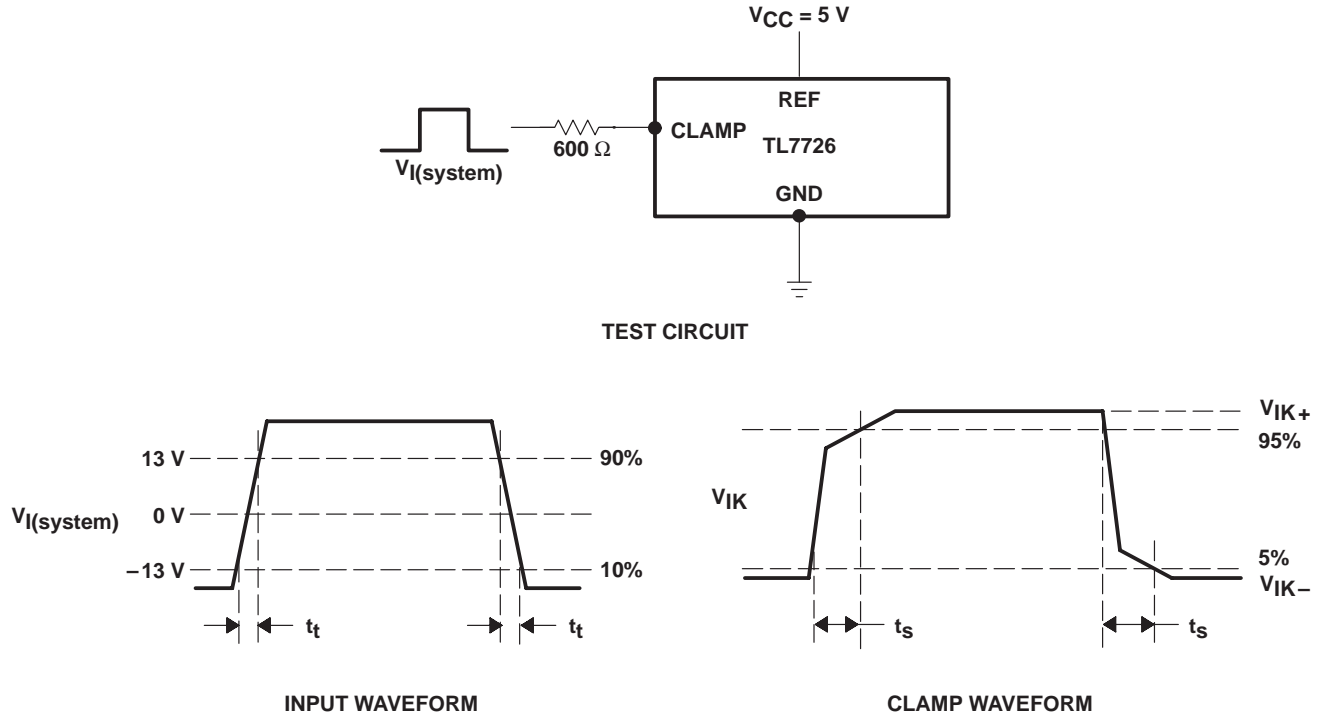 VCC = 5 V
REF
CLAMP
TL7726
600 Ω
VI(system)
GND
TEST CIRCUIT
13 V
90%
VI(system)
0 V
–13 V
10%
tt
tt
INPUT WAVEFORM
VIK+
95%
VIK
5%
VIK–
ts
ts
CLAMP WAVEFORM